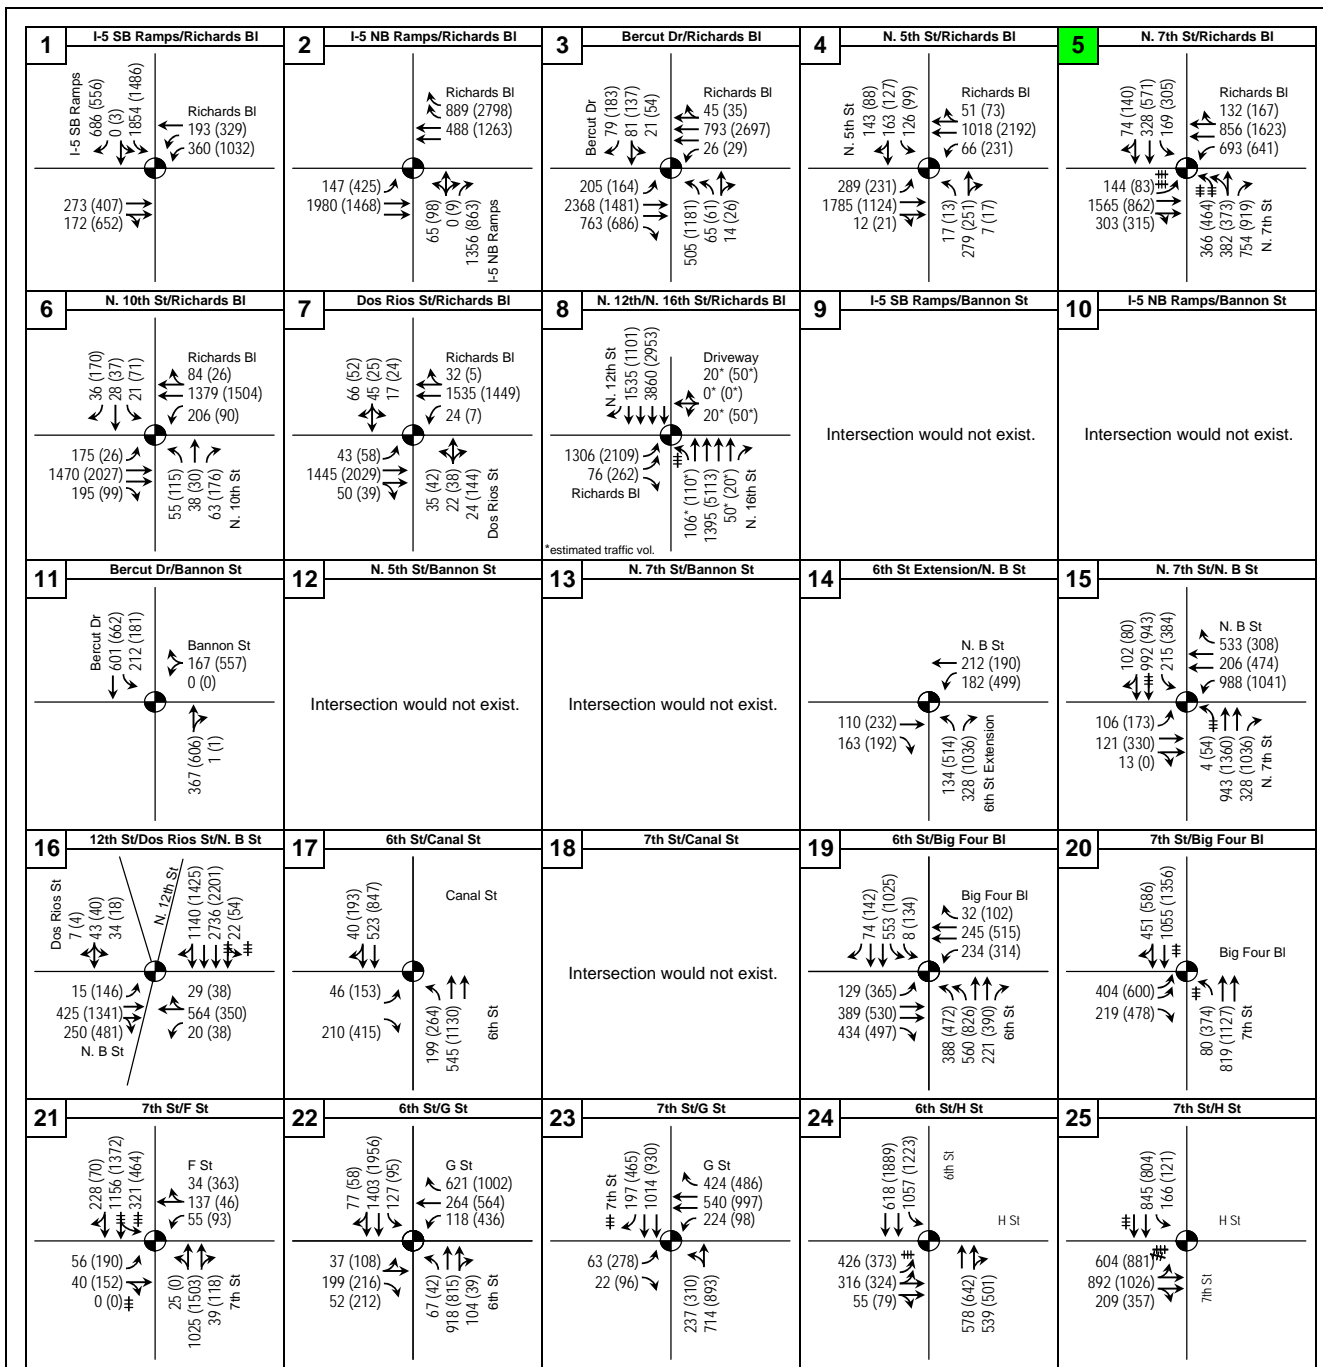 1
I-5 SB Ramps/Richards Bl
I-5 SB Ramps
686 (556)
0 (3)
1854 (1486)
Richards Bl
193 (329)
360 (1032)
273 (407)
172 (652)
2
I-5 NB Ramps/Richards Bl
Richards Bl
889 (2798)
488 (1263)
147 (425)
1980 (1468)
65 (98)
0 (9)
1356 (863)
I-5 NB Ramps
3
Bercut Dr/Richards Bl
Bercut Dr
79 (183)
81 (137)
21 (54)
Richards Bl
45 (35)
793 (2697)
26 (29)
205 (164)
2368 (1481)
763 (686)
505 (1181)
65 (61)
14 (26)
4
N. 5th St/Richards Bl
N. 5th St
143 (88)
163 (127)
126 (99)
Richards Bl
51 (73)
1018 (2192)
66 (231)
289 (231)
1785 (1124)
12 (21)
17 (13)
279 (251)
7 (17)
5
N. 7th St/Richards Bl
74 (140)
328 (571)
169 (305)
Richards Bl
132 (167)
856 (1623)
693 (641)
144 (83)
1565 (862)
303 (315)
366 (464)
382 (373)
754 (919)
N. 7th St
6
N. 10th St/Richards Bl
36 (170)
28 (37)
21 (71)
Richards Bl
84 (26)
1379 (1504)
206 (90)
175 (26)
1470 (2027)
195 (99)
55 (115)
38 (30)
63 (176)
N. 10th St
7
Dos Rios St/Richards Bl
66 (52)
45 (25)
17 (24)
Richards Bl
32 (5)
1535 (1449)
24 (7)
43 (58)
1445 (2029)
50 (39)
35 (42)
22 (38)
24 (144)
Dos Rios St
8
N. 12th/N. 16th St/Richards Bl
N. 12th St
1535 (1101)
3860 (2953)
Driveway
20* (50*)
0* (0*)
20* (50*)
1306 (2109)
76 (262)
Richards Bl
106* (110*)
1395 (5113)
50* (20*)
N. 16th St
*estimated traffic vol.
9
I-5 SB Ramps/Bannon St
Intersection would not exist.
10
I-5 NB Ramps/Bannon St
Intersection would not exist.
11
Bercut Dr/Bannon St
Bercut Dr
601 (662)
212 (181)
Bannon St
167 (557)
0 (0)
367 (606)
1 (1)
12
N. 5th St/Bannon St
Intersection would not exist.
13
N. 7th St/Bannon St
Intersection would not exist.
14
6th St Extension/N. B St
N. B St
212 (190)
182 (499)
110 (232)
163 (192)
134 (514)
328 (1036)
6th St Extension
15
N. 7th St/N. B St
102 (80)
992 (943)
215 (384)
N. B St
533 (308)
206 (474)
988 (1041)
106 (173)
121 (330)
13 (0)
4 (54)
943 (1360)
328 (1036)
N. 7th St
16
12th St/Dos Rios St/N. B St
Dos Rios St
7 (4)
43 (40)
34 (18)
N. 12th St
1140 (1425)
2736 (2201)
22 (54)
15 (146)
425 (1341)
250 (481)
N. B St
29 (38)
564 (350)
20 (38)
17
6th St/Canal St
40 (193)
523 (847)
Canal St
46 (153)
210 (415)
199 (264)
545 (1130)
6th St
18
7th St/Canal St
Intersection would not exist.
19
6th St/Big Four Bl
74 (142)
553 (1025)
8 (134)
Big Four Bl
32 (102)
245 (515)
234 (314)
129 (365)
389 (530)
434 (497)
388 (472)
560 (826)
221 (390)
6th St
20
7th St/Big Four Bl
451 (586)
1055 (1356)
Big Four Bl
404 (600)
219 (478)
80 (374)
819 (1127)
7th St
21
7th St/F St
228 (70)
1156 (1372)
321 (464)
F St
34 (363)
137 (46)
55 (93)
56 (190)
40 (152)
0 (0)
25 (0)
1025 (1503)
39 (118)
7th St
22
6th St/G St
77 (58)
1403 (1956)
127 (95)
G St
621 (1002)
264 (564)
118 (436)
37 (108)
199 (216)
52 (212)
67 (42)
918 (815)
104 (39)
6th St
23
7th St/G St
7th St
197 (465)
1014 (930)
G St
424 (486)
540 (997)
224 (98)
63 (278)
22 (96)
237 (310)
714 (893)
24
6th St/H St
618 (1889)
1057 (1223)
6th St
H St
426 (373)
316 (324)
55 (79)
578 (642)
539 (501)
25
7th St/H St
845 (804)
166 (121)
H St
604 (881)
892 (1026)
209 (357)
7th St